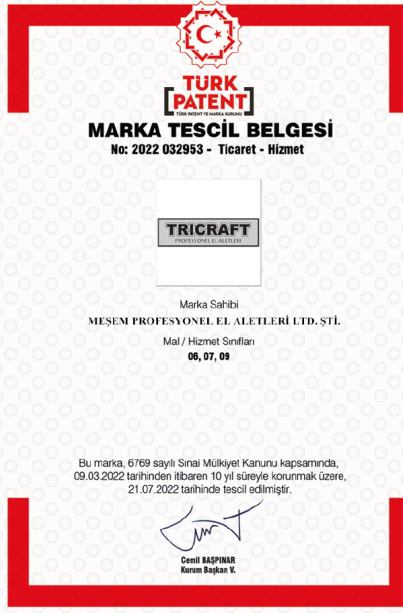 TÜRK
PATENT
TÜRK PATENT VE MARKA KURUMU
MARKA TESCİL BELGESİ
No: 2022 032953 - Ticaret - Hizmet
TRICRAFT
PROFESYONEL EL ALETLERİ
Marka Sahibi
MEŞEM PROFESYONEL EL ALETLERİ LTD. ŞTİ.
Mal / Hizmet Sınıfları
06, 07, 09
Bu marka, 6769 sayılı Sınai Mülkiyet Kanunu kapsamında,
09.03.2022 tarihinden itibaren 10 yıl süreyle korunmak üzere,
21.07.2022 tarihinde tescil edilmiştir.
Cemil BAŞPINAR
Kurum Başkan V.